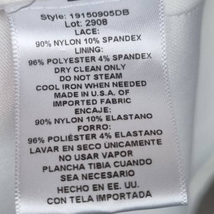 Style: 19150905DB
Lot: 2908
LACE:
90% NYLON 10% SPANDEX
LINING:
96% POLYESTER 4% SPANDEX
DRY CLEAN ONLY
DO NOT STEAM
COOL IRON WHEN NEEDED
MADE IN U.S.A. OF
IMPORTED FABRIC
ENCAJE:
90% NYLON 10% ELASTANO
FORRO:
96% POLIÉSTER 4% ELASTANO
LAVAR EN SECO ÚNICAMENTE
NO USAR VAPOR
PLANCHA TIBIA CUANDO
SEA NECESARIO
HECHO EN EE. UU.
CON TELA IMPORTADA